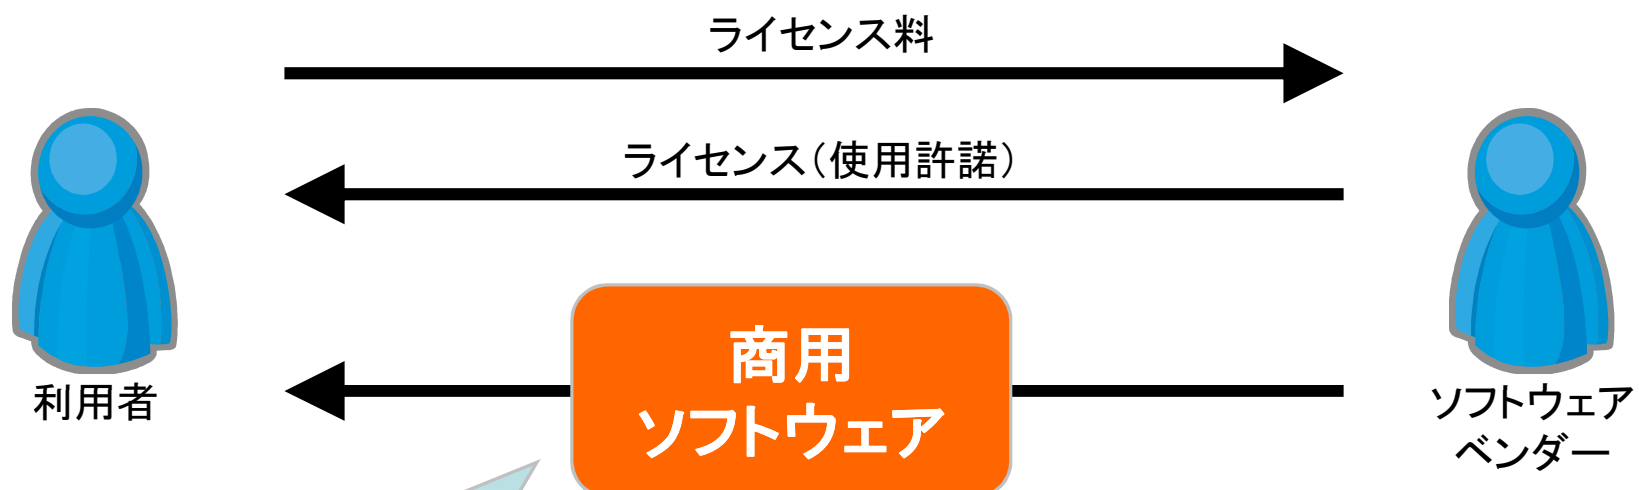 ライセンス料
ライセンス(使用許諾)
商用
ソフトウェア
利用者
ソフトウェア
ベンダー